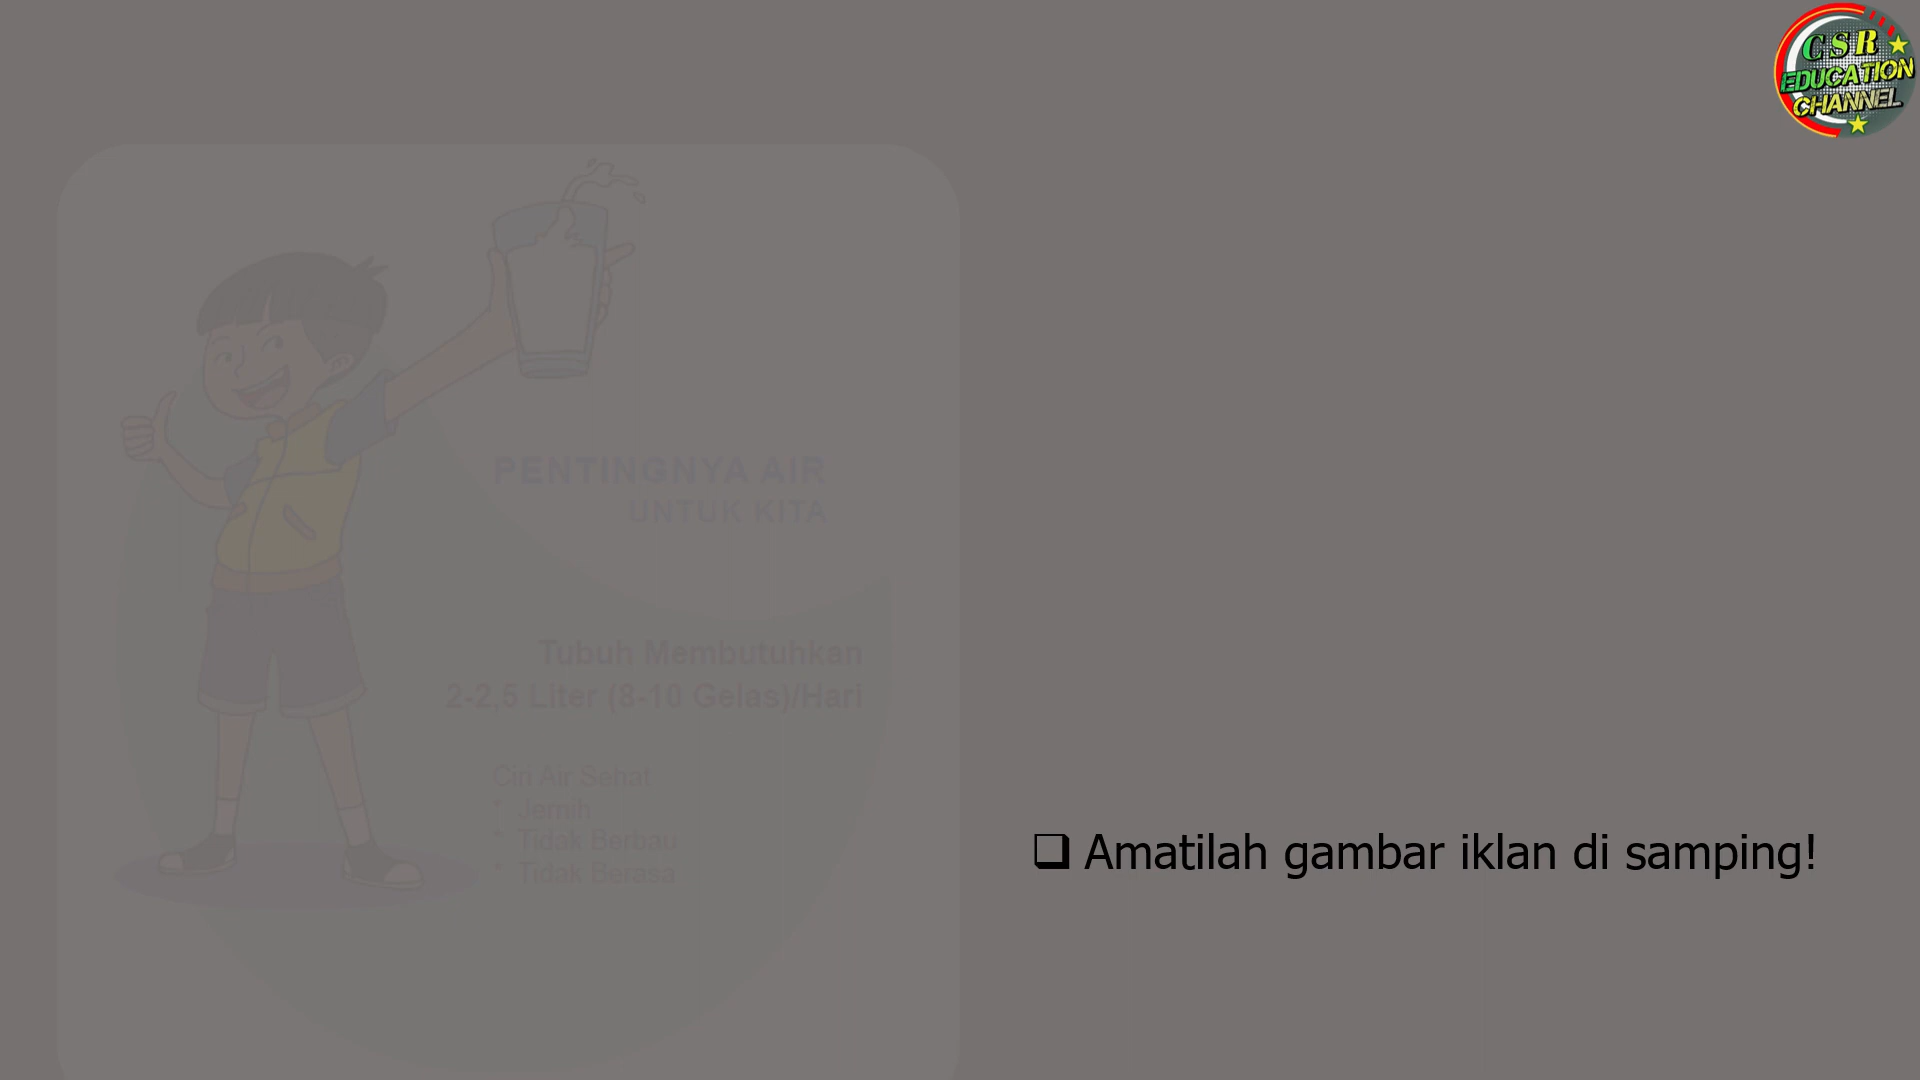 CSR
EDUCATION
CHANNEL
PENTINGNYA AIR
UNTUK KITA
Tubuh Membutuhkan
2-2,5 Liter (8-10 Gelas)/Hari
Ciri Air Sehat
* Jernih
* Tidak Berbau
* Tidak Berasa
❑ Amatilah gambar iklan di samping!